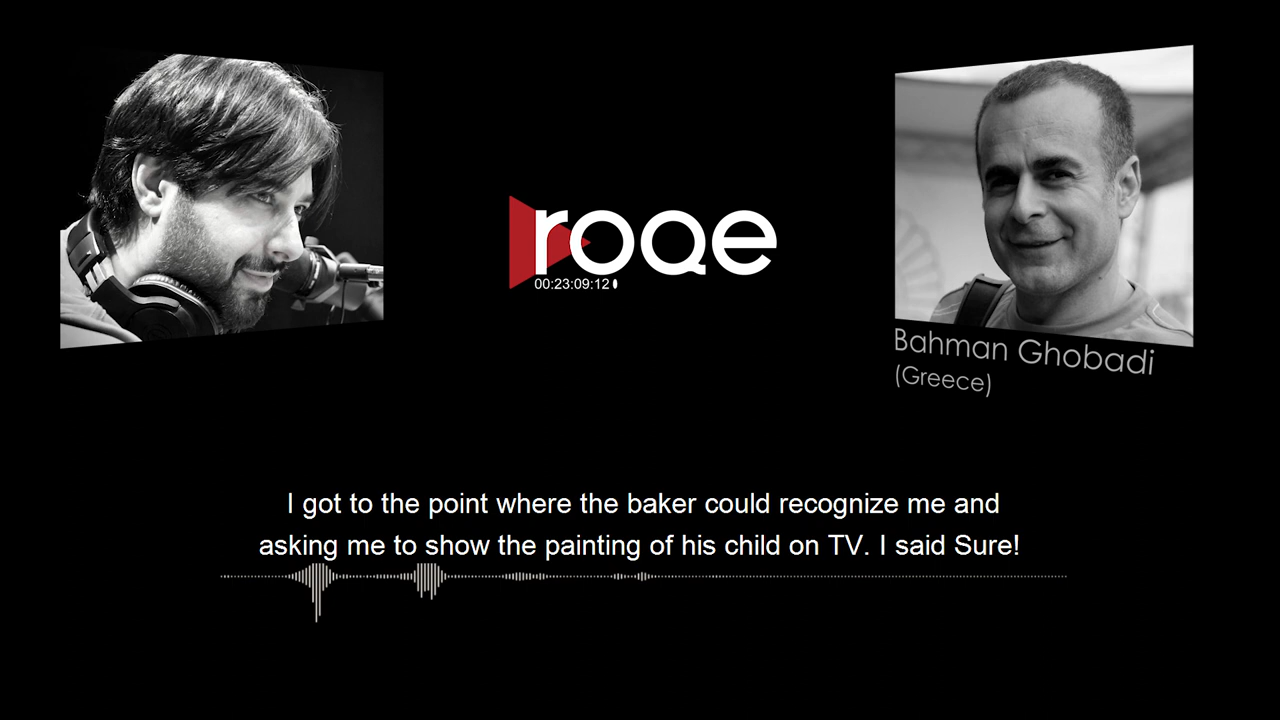 roqe
00:23:09:12
Bahman Ghobadi
(Greece)
I got to the point where the baker could recognize me and
asking me to show the painting of his child on TV. I said Sure!